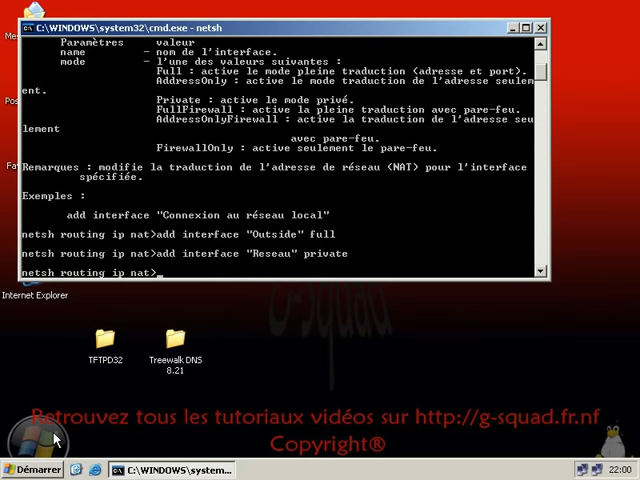 C:\WINDOWS\system32\cmd.exe - netsh
Paramètres valeur
name - nom de l'interface.
mode - l'une des valeurs suivantes :
Full : active le mode pleine traduction (adresse et port).
AddressOnly : active le mode traduction de l'adresse seulem
ent.
Private : active le mode privé.
FullFirewall : active la pleine traduction avec pare-feu.
AddressOnlyFirewall : active la traduction de l'adresse seu
lement
avec pare-feu.
FirewallOnly : active seulement le pare-feu.
Remarques : modifie la traduction de l'adresse de réseau (NAT) pour l'interface
spécifiée.
Exemples :
add interface "Connexion au réseau local"
netsh routing ip nat>add interface "Outside" full
netsh routing ip nat>add interface "Reseau" private
netsh routing ip nat>_
Internet Explorer
g-squad
TFTPD32
Treewalk DNS
8.21
Retrouvez tous les tutoriaux vidéos sur http://g-squad.fr.nf
Copyright®
Démarrer
C:\WINDOWS\system...
22:00